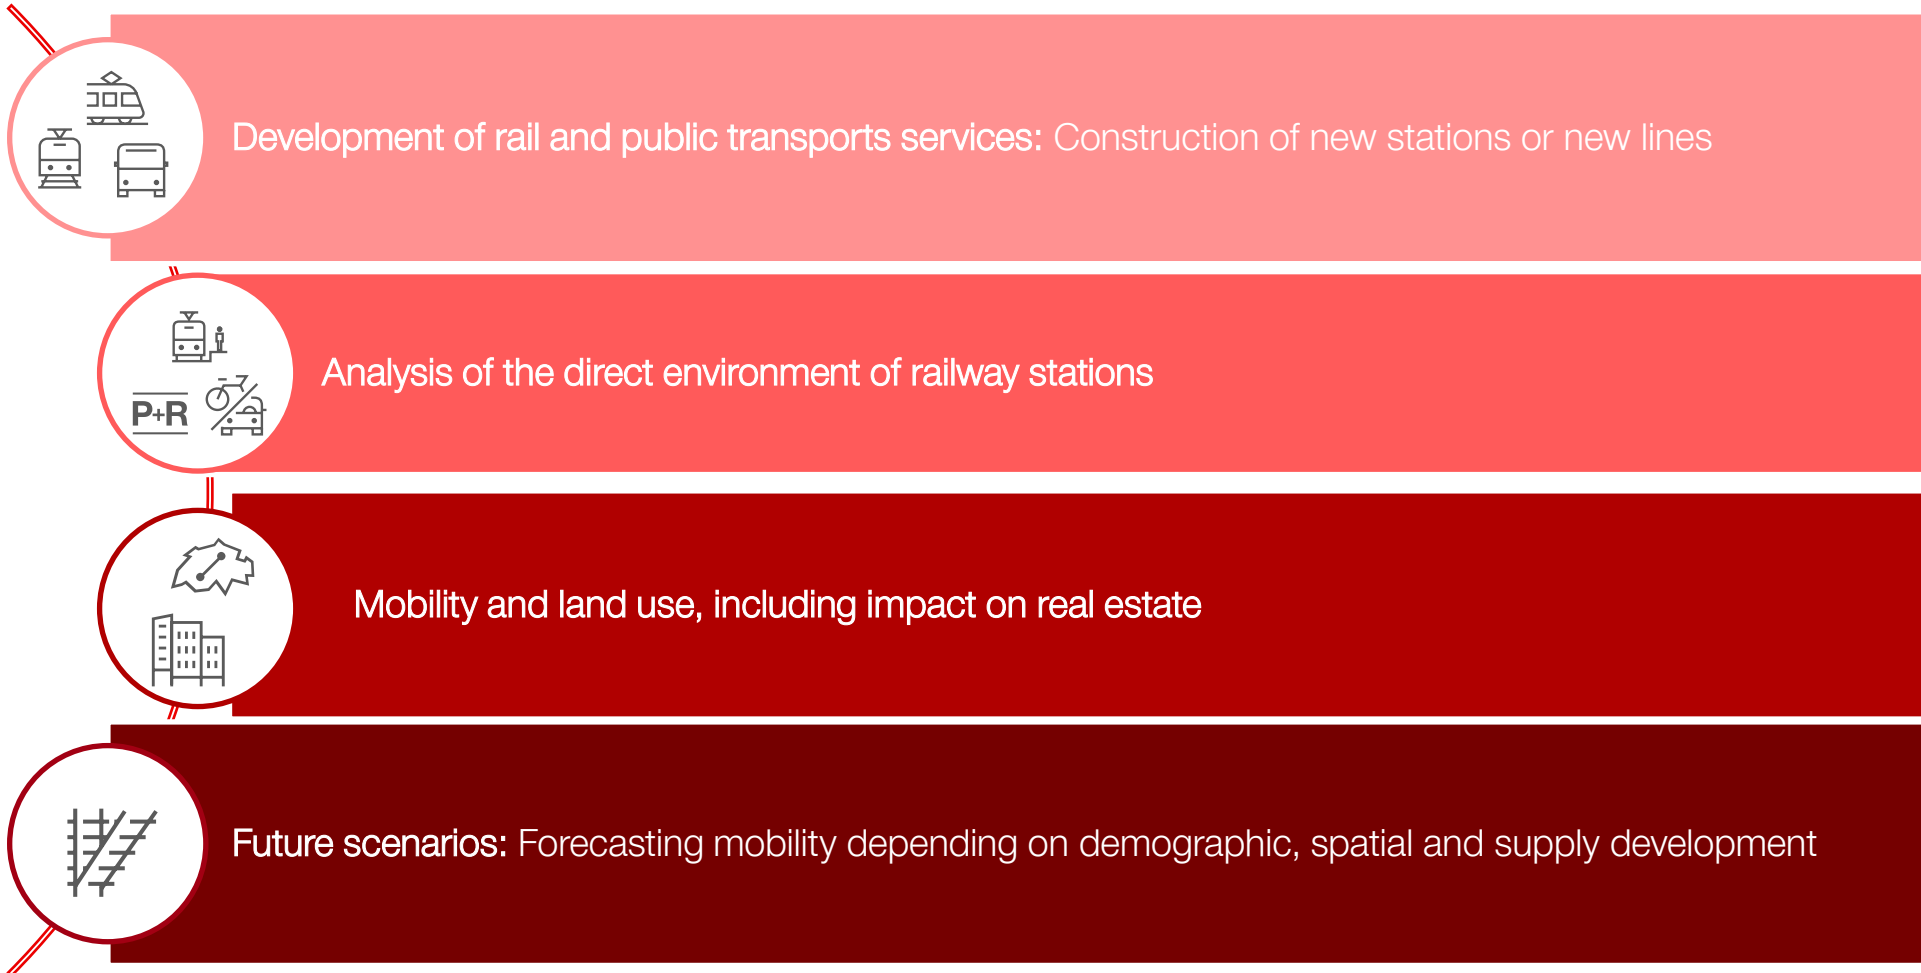 Development of rail and public transports services: Construction of new stations or new lines
Analysis of the direct environment of railway stations
P+R
Mobility and land use, including impact on real estate
Future scenarios: Forecasting mobility depending on demographic, spatial and supply development